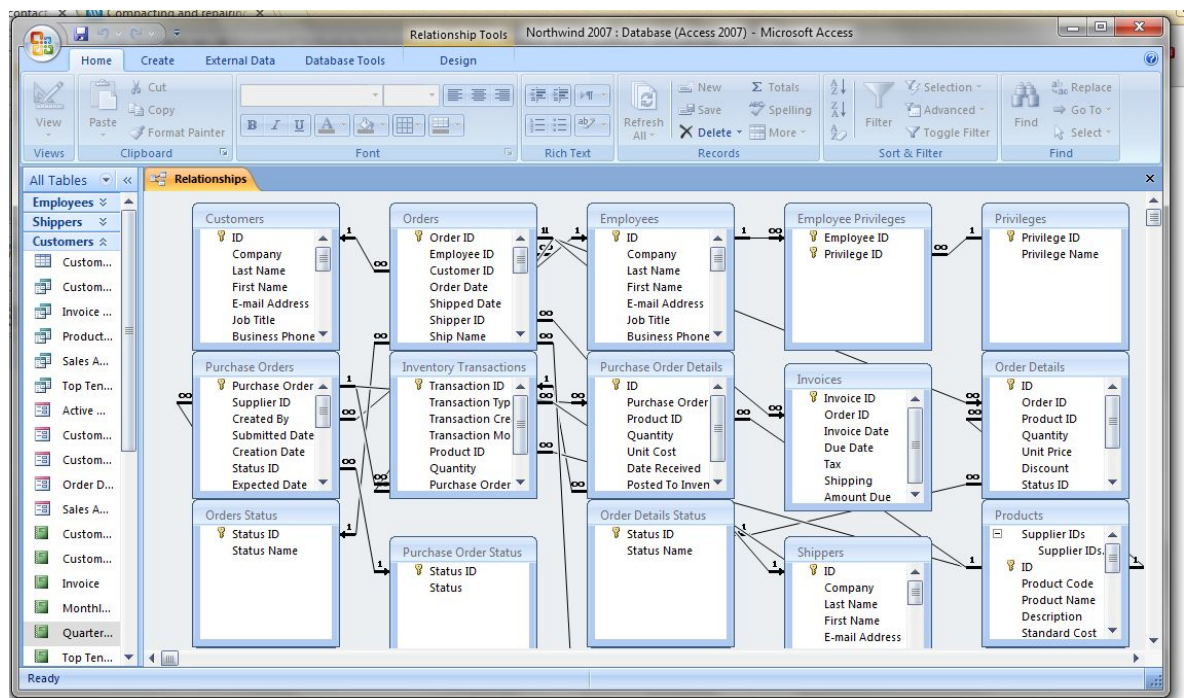 contact
Compacting and repairin
Relationship Tools
Northwind 2007 : Database (Access 2007) - Microsoft Access
Home
Create
External Data
Database Tools
Design
View
Views
Paste
Cut
Copy
Format Painter
Clipboard
B I U A
Font
Rich Text
Refresh
All
New
Save
Delete
Σ Totals
Spelling
More
Records
Filter
Selection
Advanced
Toggle Filter
Sort & Filter
Find
Replace
Go To
Select
Find
All Tables
Employees
Shippers
Customers
Custom...
Custom...
Invoice ...
Product...
Sales A...
Top Ten...
Active ...
Custom...
Custom...
Order D...
Sales A...
Custom...
Custom...
Invoice
Monthl...
Quarter...
Top Ten...
Relationships
Customers
ID
Company
Last Name
First Name
E-mail Address
Job Title
Business Phone
Orders
Order ID
Employee ID
Customer ID
Order Date
Shipped Date
Shipper ID
Ship Name
Employees
ID
Company
Last Name
First Name
E-mail Address
Job Title
Business Phone
Employee Privileges
Employee ID
Privilege ID
Privileges
Privilege ID
Privilege Name
Purchase Orders
Purchase Order
Supplier ID
Created By
Submitted Date
Creation Date
Status ID
Expected Date
Inventory Transactions
Transaction ID
Transaction Typ
Transaction Cre
Transaction Mo
Product ID
Quantity
Purchase Order
Purchase Order Details
ID
Purchase Order
Product ID
Quantity
Unit Cost
Date Received
Posted To Inven
Invoices
Invoice ID
Order ID
Invoice Date
Due Date
Tax
Shipping
Amount Due
Order Details
ID
Order ID
Product ID
Quantity
Unit Price
Discount
Status ID
Orders Status
Status ID
Status Name
Purchase Order Status
Status ID
Status
Order Details Status
Status ID
Status Name
Shippers
ID
Company
Last Name
First Name
E-mail Address
Products
Supplier IDs
Supplier IDs.
ID
Product Code
Product Name
Description
Standard Cost
Ready